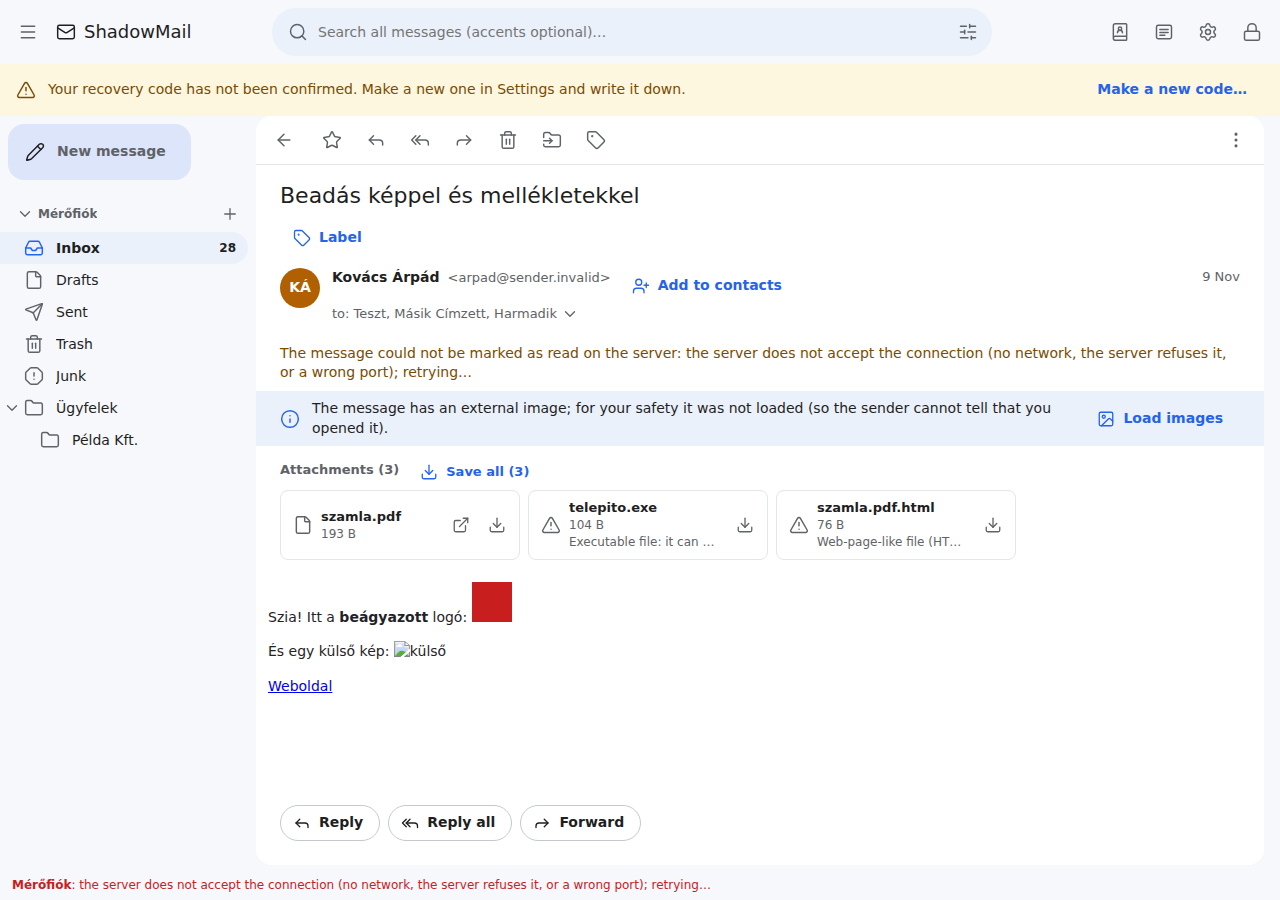 ShadowMail
Search all messages (accents optional)…
Your recovery code has not been confirmed. Make a new one in Settings and write it down.
Make a new code…
New message
Mérőfiók
Inbox 28
Drafts
Sent
Trash
Junk
Ügyfelek
Példa Kft.
Beadás képpel és mellékletekkel
Label
KÁ
Kovács Árpád <arpad@sender.invalid>
Add to contacts
9 Nov
to: Teszt, Másik Címzett, Harmadik
The message could not be marked as read on the server: the server does not accept the connection (no network, the server refuses it,
or a wrong port); retrying…
The message has an external image; for your safety it was not loaded (so the sender cannot tell that you
opened it).
Load images
Attachments (3)
Save all (3)
szamla.pdf
193 B
telepito.exe
104 B
Executable file: it can …
szamla.pdf.html
76 B
Web-page-like file (HT…
Szia! Itt a beágyazott logó:
És egy külső kép: külső
Weboldal
Reply
Reply all
Forward
Mérőfiók: the server does not accept the connection (no network, the server refuses it, or a wrong port); retrying…